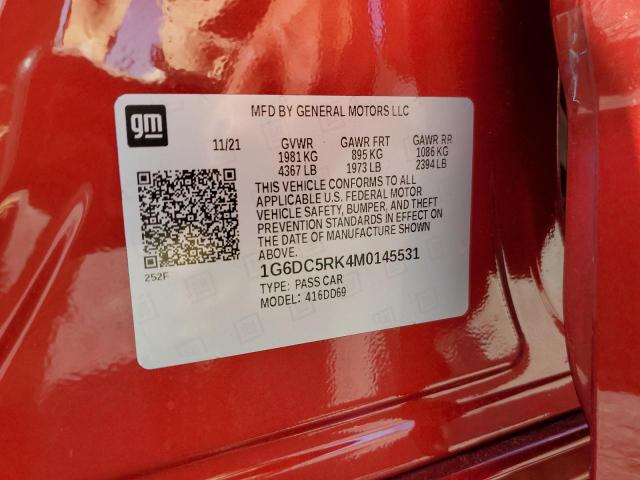 gm
MFD BY GENERAL MOTORS LLC
11/21 GVWR GAWR FRT GAWR RR
1981 KG 895 KG 1086 KG
4367 LB 1973 LB 2394 LB
THIS VEHICLE CONFORMS TO ALL
APPLICABLE U.S. FEDERAL MOTOR
VEHICLE SAFETY, BUMPER, AND THEFT
PREVENTION STANDARDS IN EFFECT ON
THE DATE OF MANUFACTURE SHOWN
ABOVE.
252F
1G6DC5RK4M0145531
TYPE: PASS CAR
MODEL: 416DD69